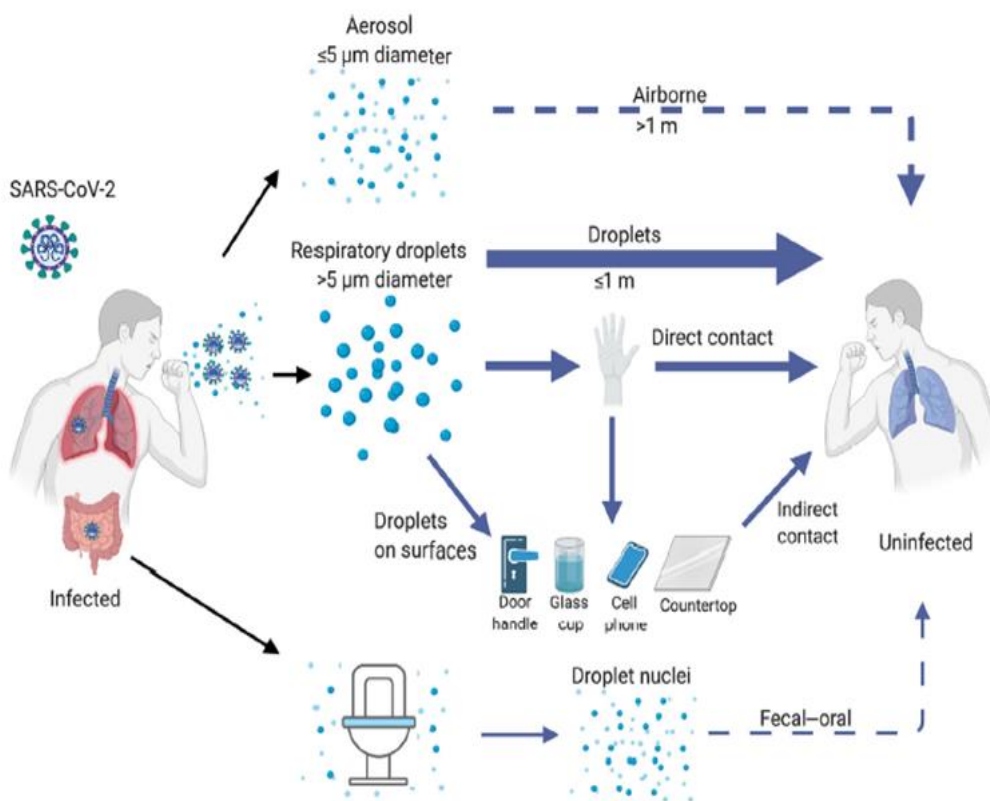 Aerosol
≤5 µm diameter
Airborne
>1 m
SARS-CoV-2
Respiratory droplets
>5 µm diameter
Droplets
≤1 m
Direct contact
Droplets
on surfaces
Indirect
contact
Uninfected
Infected
Door
handle
Glass
cup
Cell
phone
Countertop
Droplet nuclei
Fecal–oral